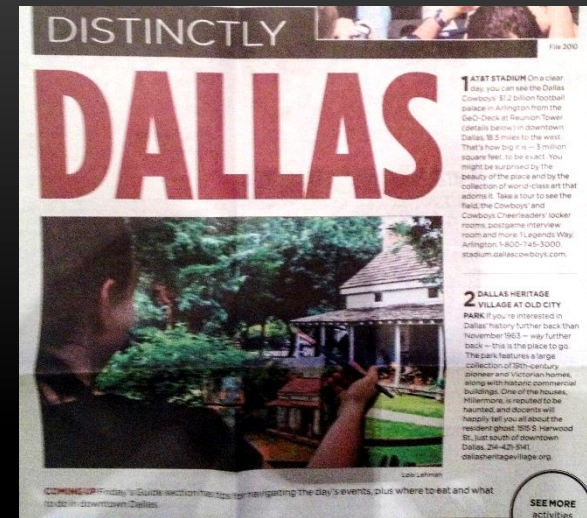 DISTINCTLY
File 2010
DALLAS
1 AT&T STADIUM On a clear
day, you can see the Dallas
Cowboys' $1.2 billion football
palace in Arlington from the
GeO-Deck at Reunion Tower
(details below) in downtown
Dallas, 18.5 miles to the west.
That's how big it is — 3 million
square feet, to be exact. You
might be surprised by the
beauty of the place and by the
collection of world-class art that
adorns it. Take a tour to see the
field, the Cowboys' and
Cowboys Cheerleaders' locker
rooms, postgame interview
room and more. 1 Legends Way,
Arlington. 1-800-745-3000.
stadium.dallascowboys.com.
2 DALLAS HERITAGE
VILLAGE AT OLD CITY
PARK If you're interested in
Dallas' history further back than
November 1963 — way further
back — this is the place to go.
The park features a large
collection of 19th-century
pioneer and Victorian homes,
along with historic commercial
buildings. One of the houses,
Millermore, is reputed to be
haunted, and docents will
happily tell you all about the
resident ghost. 1515 S. Harwood
St., just south of downtown
Dallas. 214-421-5141.
dallasheritagevillage.org.
Lola Lehman
COMING UP Friday's Guide section has tips for navigating the day's events, plus where to eat and what
to do in downtown Dallas.
SEE MORE
activities